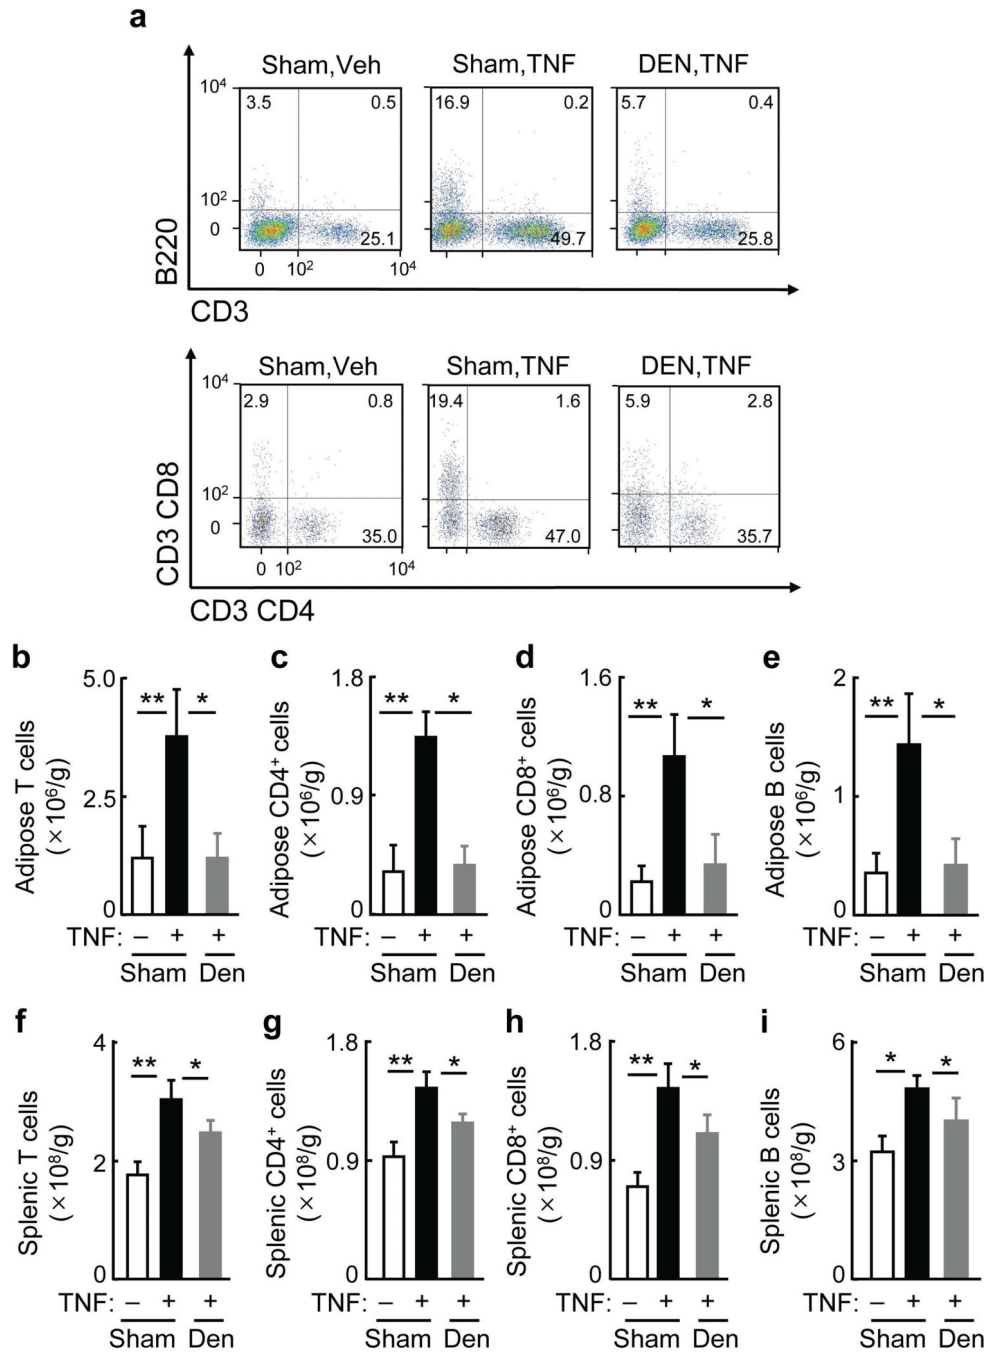 a
Sham,Veh Sham,TNF DEN,TNF
10⁴ 3.5 0.5 16.9 0.2 5.7 0.4
10²
0
25.1 49.7 25.8
0 10² 10⁴
B220
CD3
Sham,Veh Sham,TNF DEN,TNF
10⁴ 2.9 0.8 19.4 1.6 5.9 2.8
10²
0
35.0 47.0 35.7
0 10² 10⁴
CD3 CD8
CD3 CD4
b
Adipose T cells
(×10⁶/g)
5.0
2.5
0
** *
TNF: – + +
Sham Den
c
Adipose CD4⁺ cells
(×10⁶/g)
1.8
0.9
0
** *
– + +
Sham Den
d
Adipose CD8⁺ cells
(×10⁶/g)
1.6
0.8
0
** *
TNF: – + +
Sham Den
e
Adipose B cells
(×10⁶/g)
2
1
0
** *
TNF: – + +
Sham Den
f
Splenic T cells
(×10⁸/g)
4
2
0
** *
TNF: – + +
Sham Den
g
Splenic CD4⁺ cells
(×10⁸/g)
1.8
0.9
0
** *
TNF: – + +
Sham Den
h
Splenic CD8⁺ cells
(×10⁸/g)
1.8
0.9
0
** *
TNF: – + +
Sham Den
i
Splenic B cells
(×10⁸/g)
6
3
0
* *
TNF: – + +
Sham Den